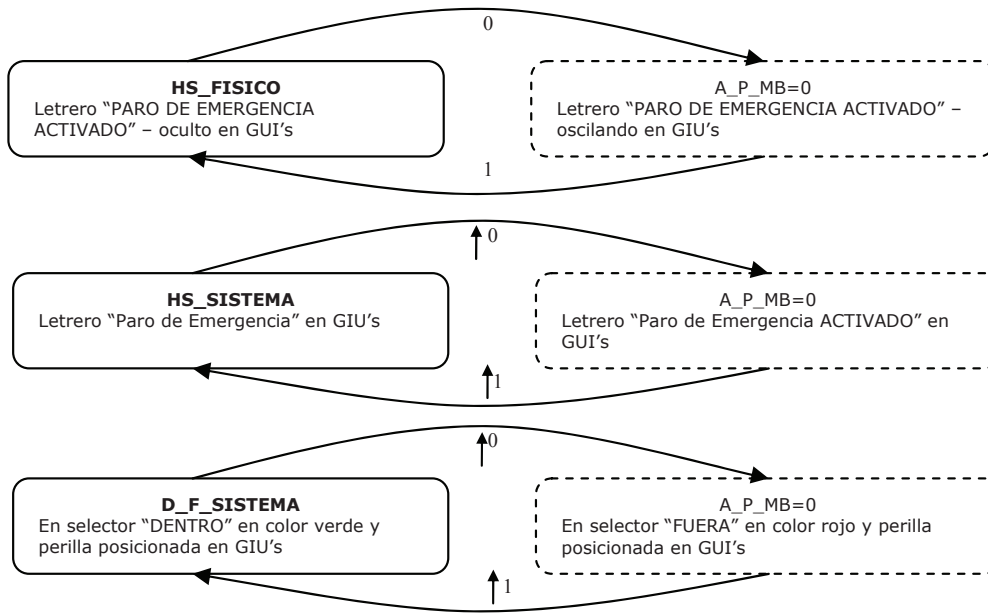 0
HS_FISICO
Letrero “PARO DE EMERGENCIA
ACTIVADO” – oculto en GUI’s
A_P_MB=0
Letrero “PARO DE EMERGENCIA ACTIVADO” –
oscilando en GIU’s
1
0
HS_SISTEMA
Letrero “Paro de Emergencia” en GIU’s
A_P_MB=0
Letrero “Paro de Emergencia ACTIVADO” en
GUI’s
1
0
D_F_SISTEMA
En selector “DENTRO” en color verde y
perilla posicionada en GIU’s
A_P_MB=0
En selector “FUERA” en color rojo y perilla
posicionada en GUI’s
1